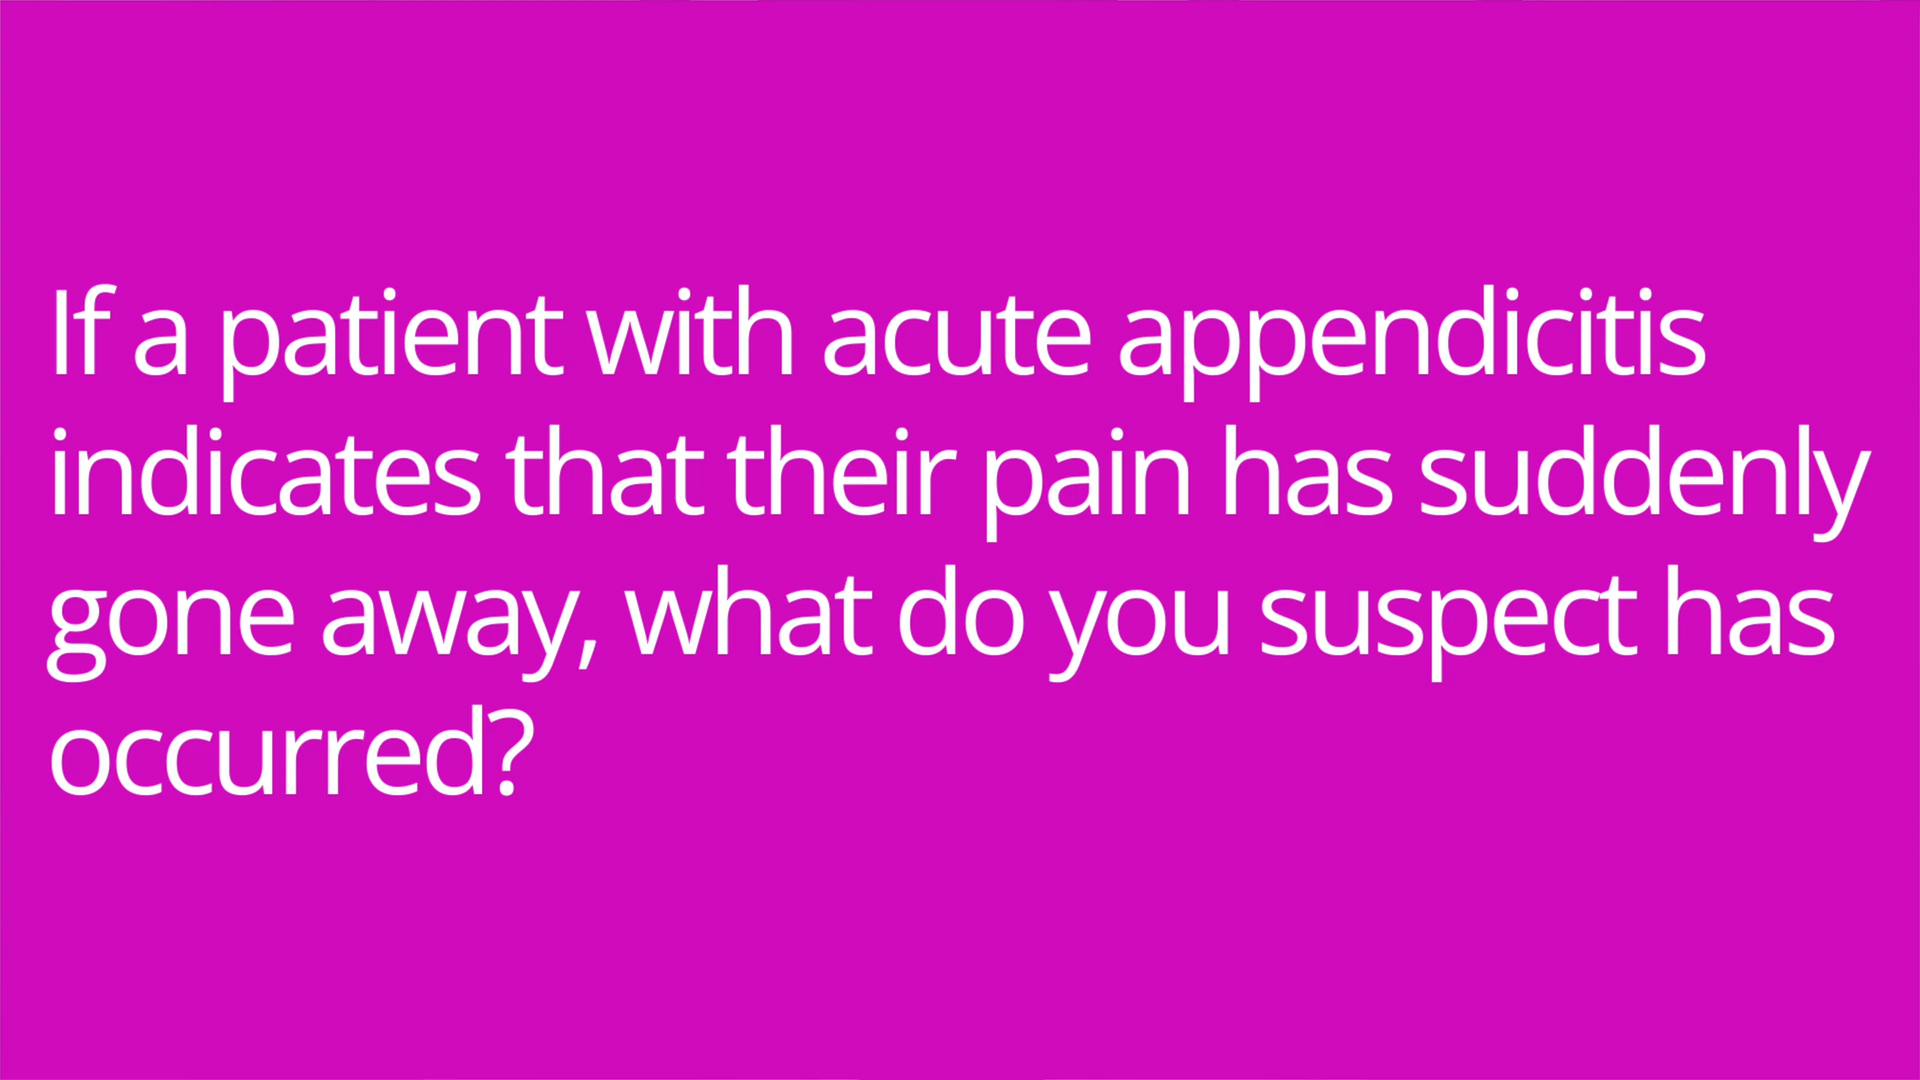 If a patient with acute appendicitis
indicates that their pain has suddenly
gone away, what do you suspect has
occurred?